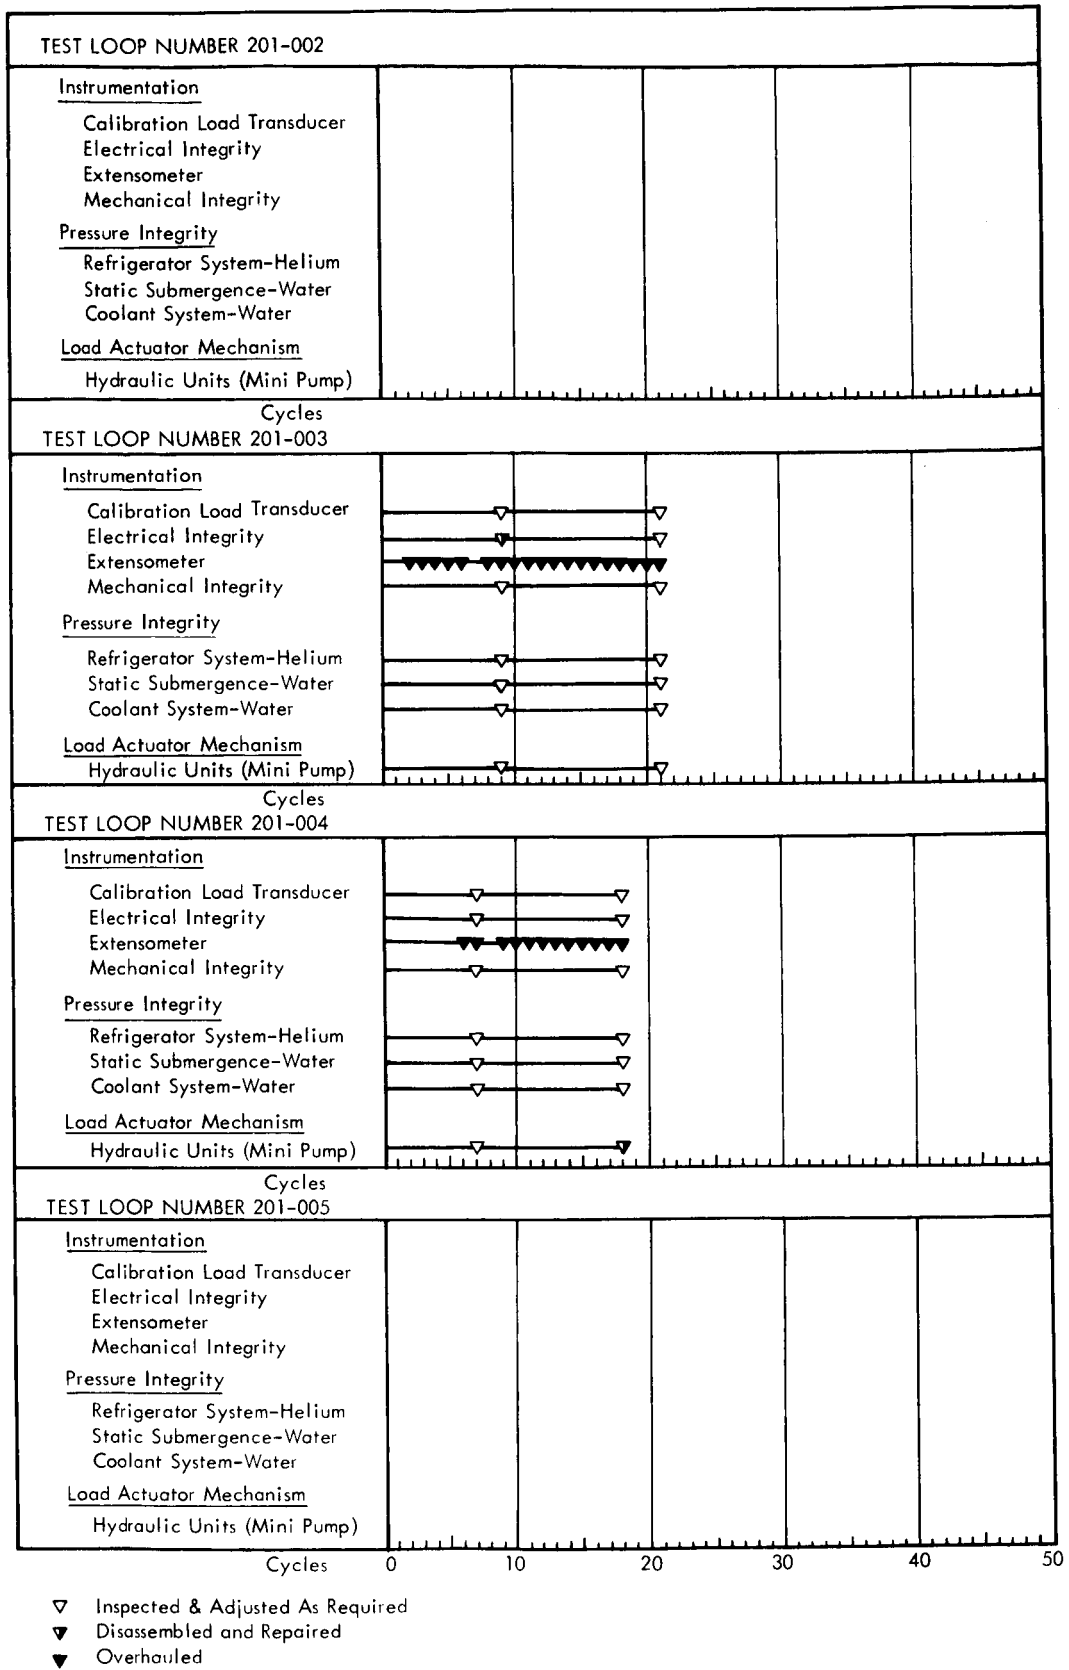 TEST LOOP NUMBER 201-002
Instrumentation
Calibration Load Transducer
Electrical Integrity
Extensometer
Mechanical Integrity
Pressure Integrity
Refrigerator System-Helium
Static Submergence-Water
Coolant System-Water
Load Actuator Mechanism
Hydraulic Units (Mini Pump)
Cycles
TEST LOOP NUMBER 201-003
Instrumentation
Calibration Load Transducer
Electrical Integrity
Extensometer
Mechanical Integrity
Pressure Integrity
Refrigerator System-Helium
Static Submergence-Water
Coolant System-Water
Load Actuator Mechanism
Hydraulic Units (Mini Pump)
Cycles
TEST LOOP NUMBER 201-004
Instrumentation
Calibration Load Transducer
Electrical Integrity
Extensometer
Mechanical Integrity
Pressure Integrity
Refrigerator System-Helium
Static Submergence-Water
Coolant System-Water
Load Actuator Mechanism
Hydraulic Units (Mini Pump)
Cycles
TEST LOOP NUMBER 201-005
Instrumentation
Calibration Load Transducer
Electrical Integrity
Extensometer
Mechanical Integrity
Pressure Integrity
Refrigerator System-Helium
Static Submergence-Water
Coolant System-Water
Load Actuator Mechanism
Hydraulic Units (Mini Pump)
Cycles 0 10 20 30 40 50
Inspected & Adjusted As Required
Disassembled and Repaired
Overhauled